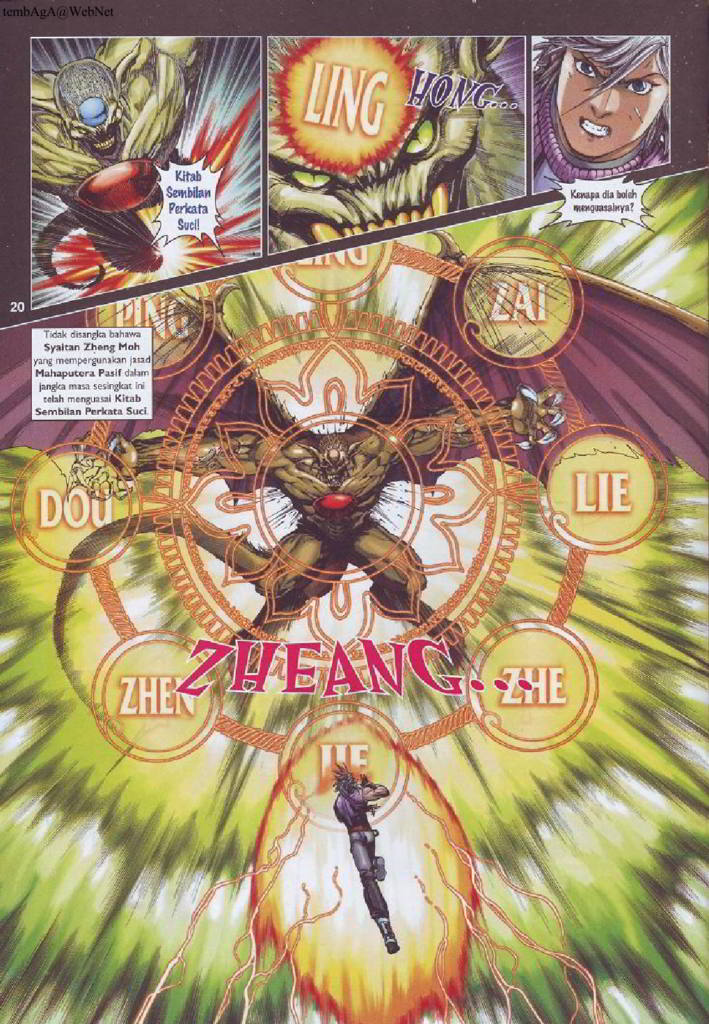 tembAgA@WebNet
Kitab
Sembilan
Perkata
Suci!
LING
HONG...
Kenapa dia boleh
menguasainya?
20
Tidak disangka bahawa
Syaitan Zheng Moh
yang mempergunakan jasad
Mahaputera Pasif dalam
jangka masa sesingkat ini
telah menguasai Kitab
Sembilan Perkata Suci.
ZAI
DOU
LIE
ZHEN
ZHEANG...
ZHE